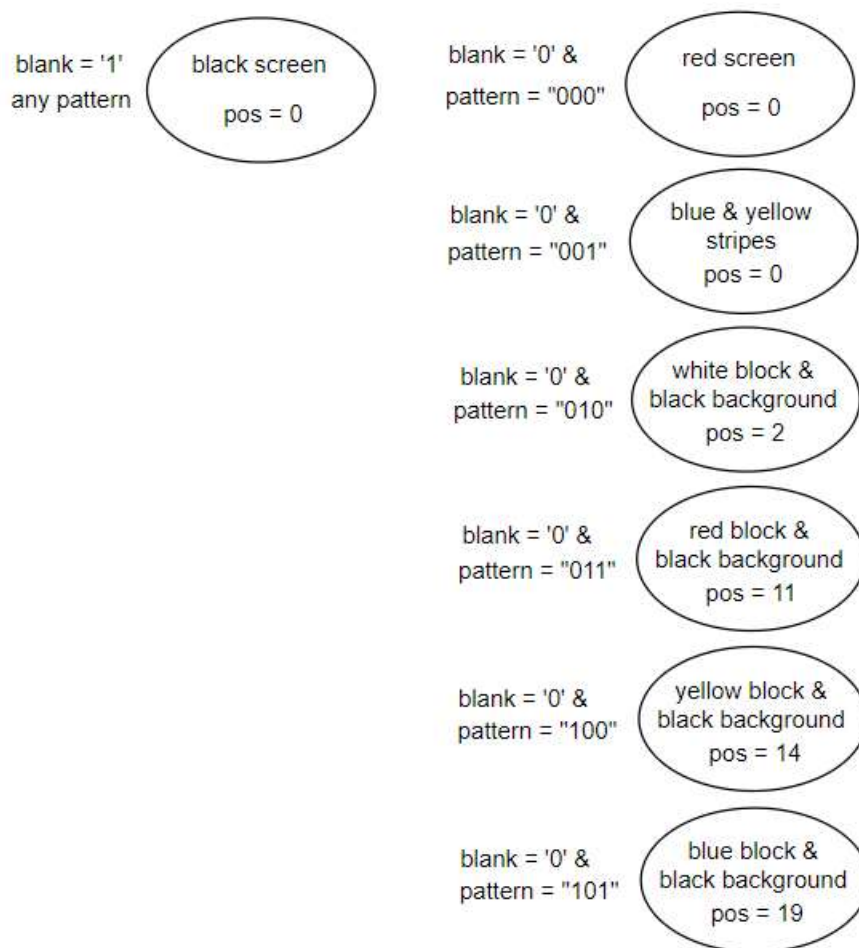 blank = '1'
any pattern
black screen
pos = 0
blank = '0' &
pattern = "000"
red screen
pos = 0
blank = '0' &
pattern = "001"
blue & yellow
stripes
pos = 0
blank = '0' &
pattern = "010"
white block &
black background
pos = 2
blank = '0' &
pattern = "011"
red block &
black background
pos = 11
blank = '0' &
pattern = "100"
yellow block &
black background
pos = 14
blank = '0' &
pattern = "101"
blue block &
black background
pos = 19